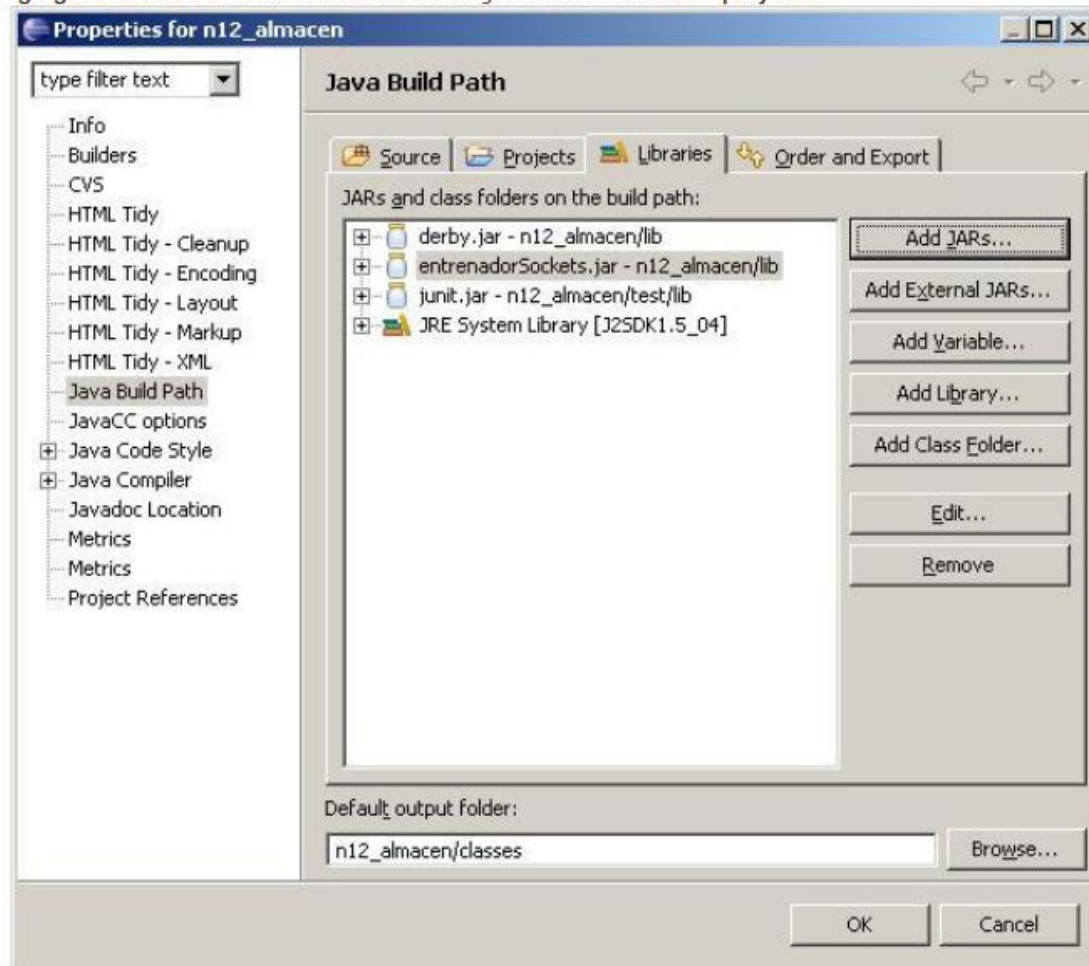 Properties for n12_almacen
type filter text
Info
Builders
CVS
HTML Tidy
HTML Tidy - Cleanup
HTML Tidy - Encoding
HTML Tidy - Layout
HTML Tidy - Markup
HTML Tidy - XML
Java Build Path
JavaCC options
Java Code Style
Java Compiler
Javadoc Location
Metrics
Metrics
Project References
Java Build Path
Source
Projects
Libraries
Order and Export
JARs and class folders on the build path:
derby.jar - n12_almacen/lib
entrenadorSockets.jar - n12_almacen/lib
junit.jar - n12_almacen/test/lib
JRE System Library [J2SDK1.5_04]
Add JARs...
Add External JARs...
Add Variable...
Add Library...
Add Class Folder...
Edit...
Remove
Default output folder:
n12_almacen/classes
Browse...
OK
Cancel